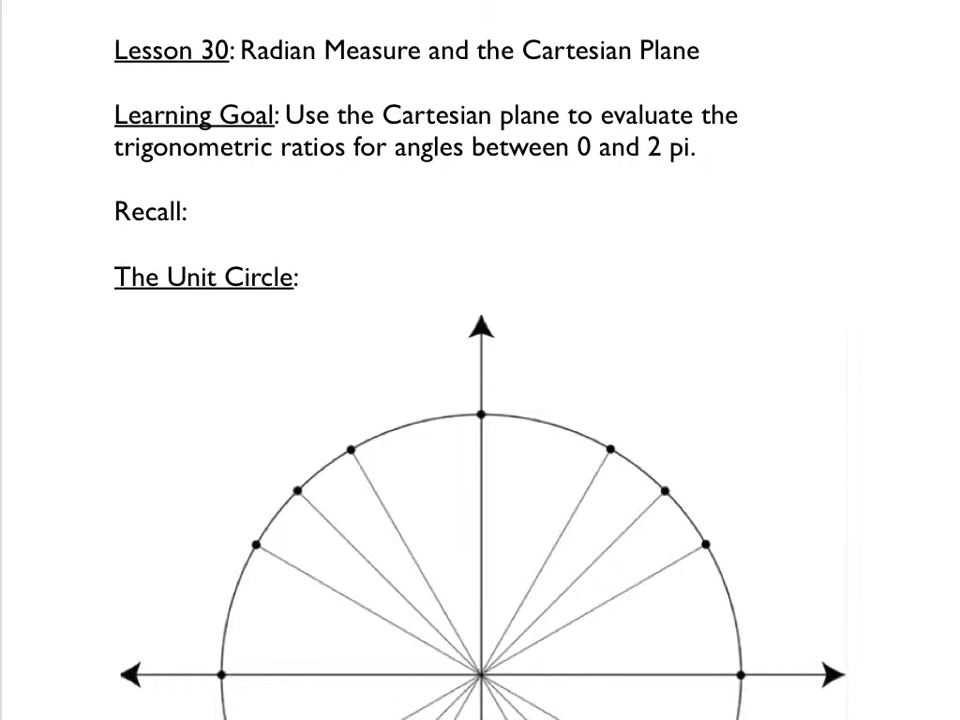 Lesson 30: Radian Measure and the Cartesian Plane
Learning Goal: Use the Cartesian plane to evaluate the
trigonometric ratios for angles between 0 and 2 pi.
Recall:
The Unit Circle: